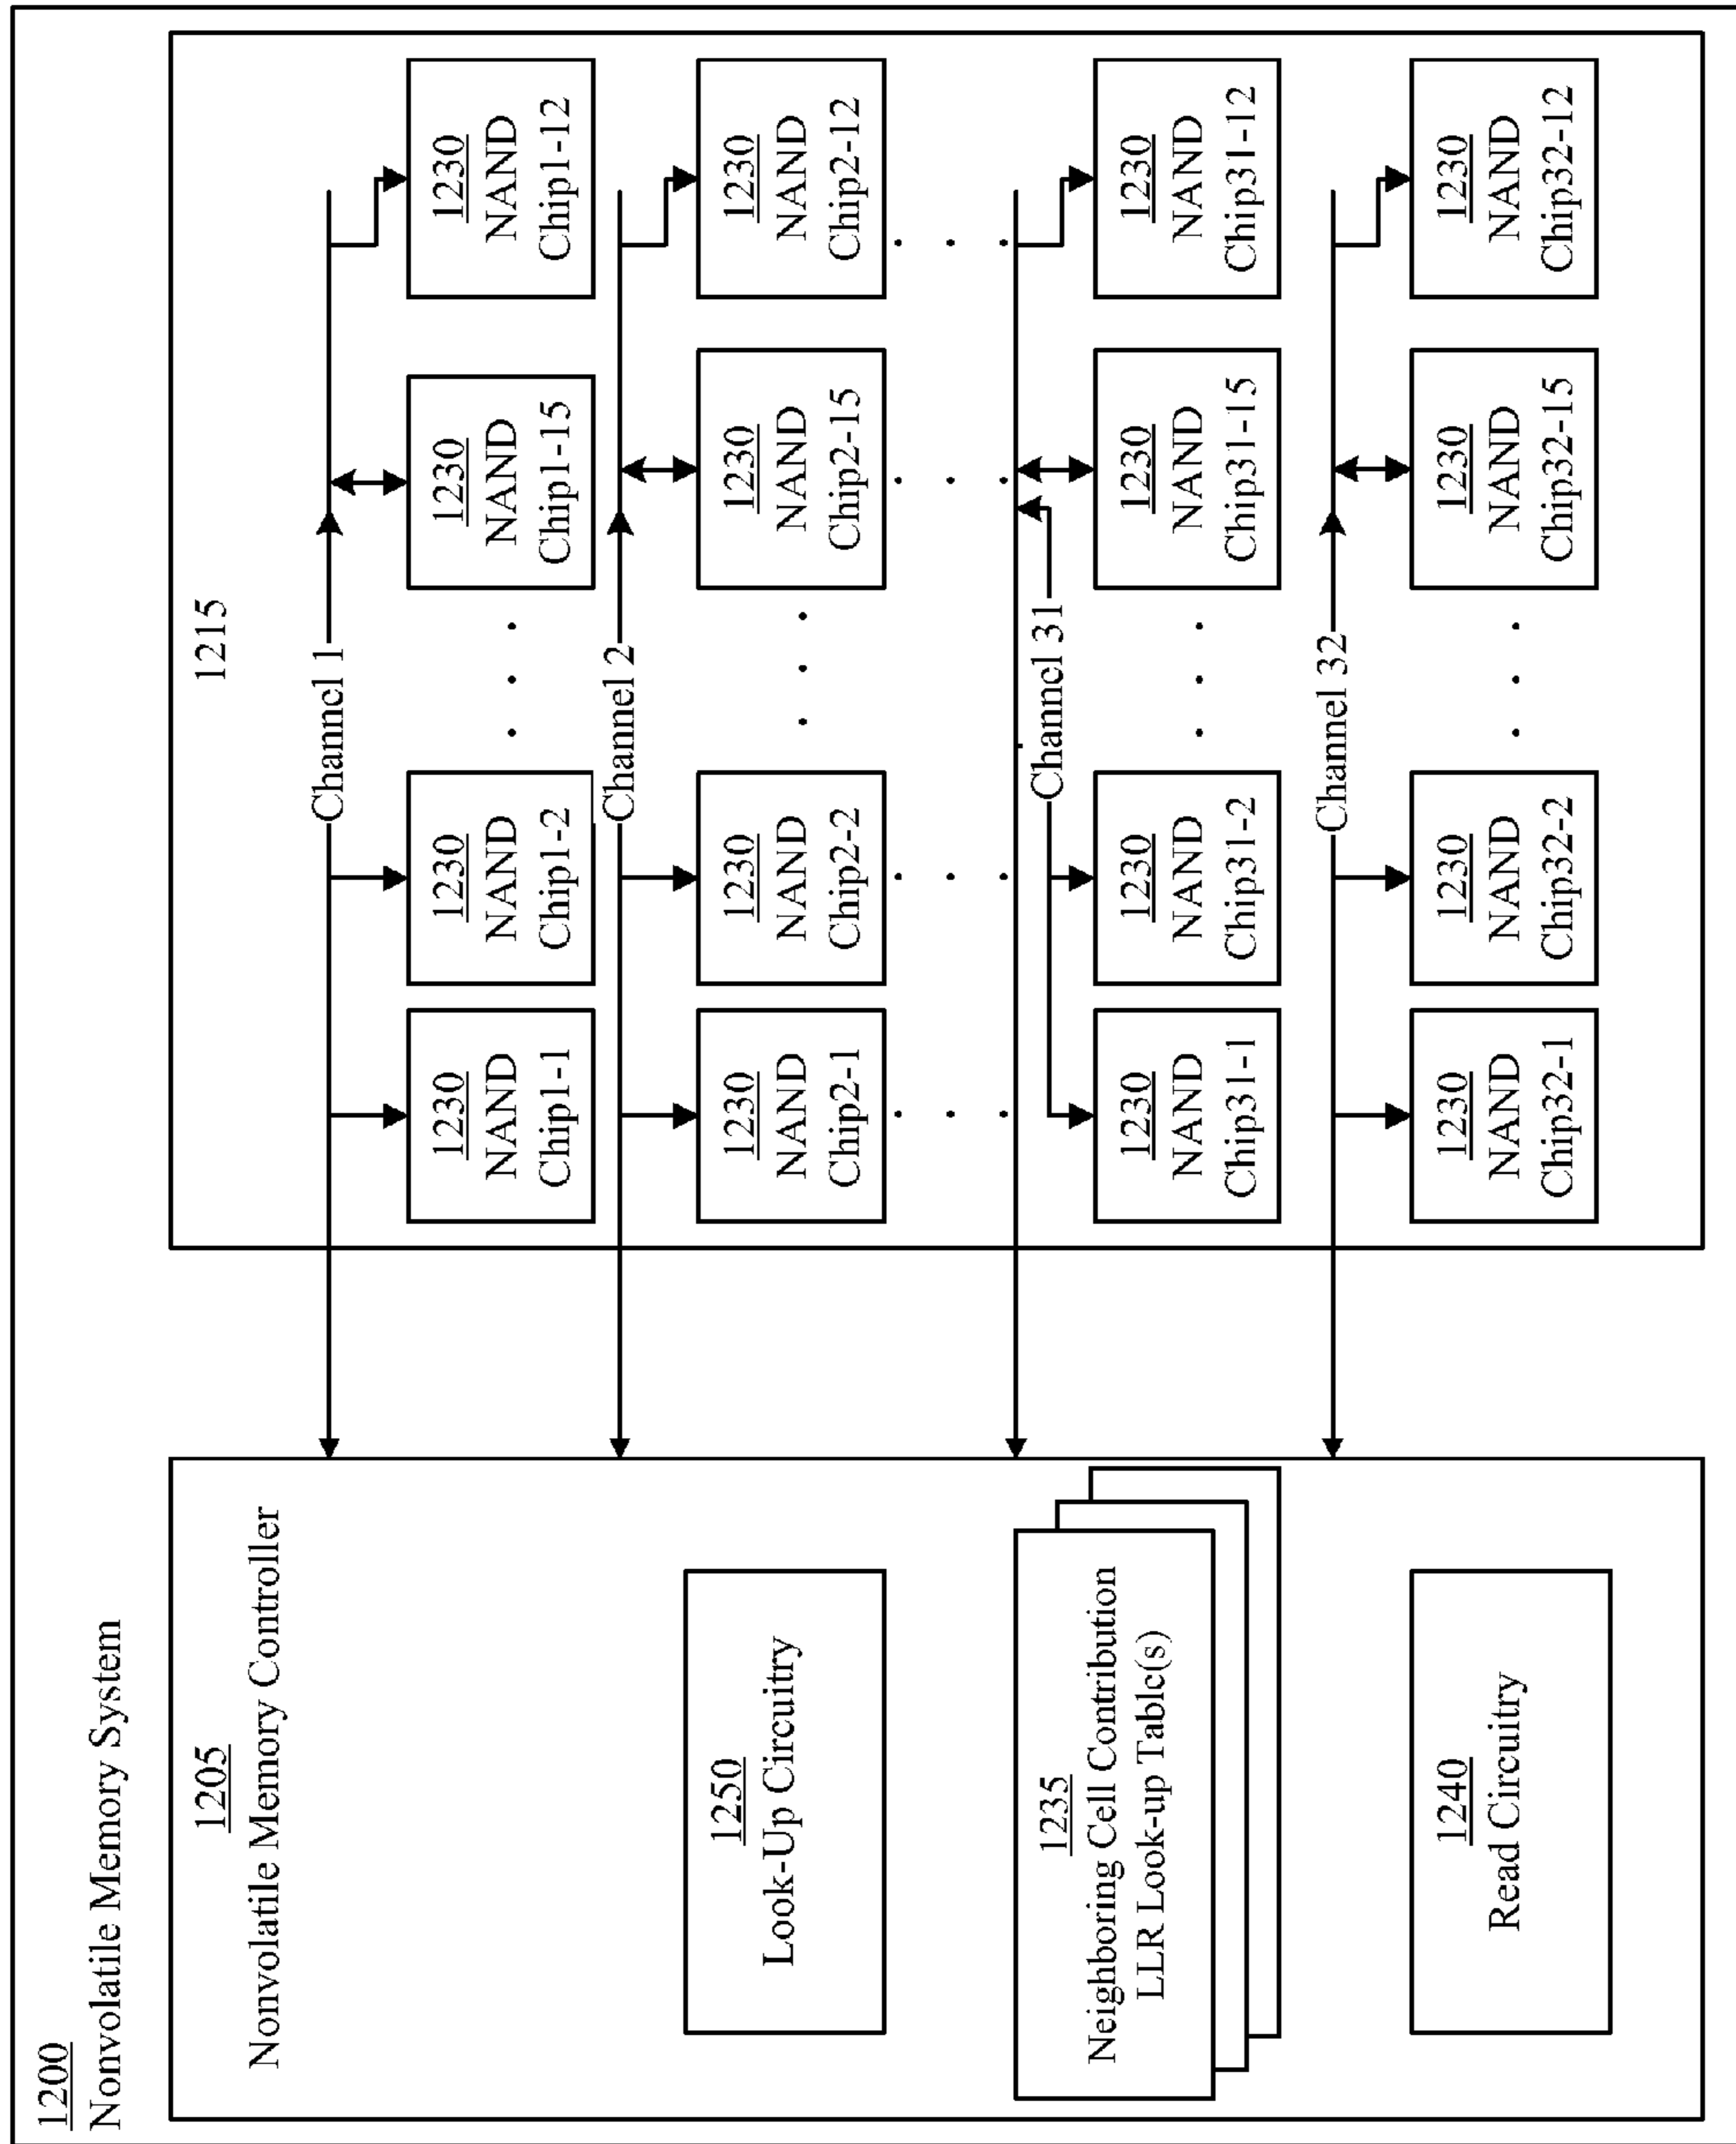 1200
Nonvolatile Memory System
1205
Nonvolatile Memory Controller
1250
Look-Up Circuitry
1235
Neighboring Cell Contribution
LLR Look-up Table(s)
1240
Read Circuitry
1215
Channel 1
1230
NAND
Chip1-1
1230
NAND
Chip1-2
. . .
1230
NAND
Chip1-15
1230
NAND
Chip1-12
Channel 2
1230
NAND
Chip2-1
1230
NAND
Chip2-2
. . .
1230
NAND
Chip2-15
1230
NAND
Chip2-12
. . .
. . .
. . .
. . .
Channel 31
1230
NAND
Chip31-1
1230
NAND
Chip31-2
. . .
1230
NAND
Chip31-15
1230
NAND
Chip31-12
Channel 32
1230
NAND
Chip32-1
1230
NAND
Chip32-2
. . .
1230
NAND
Chip32-15
1230
NAND
Chip32-12